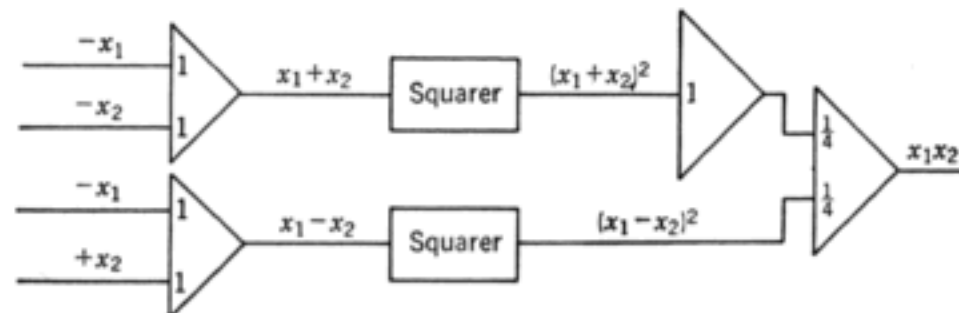 −x₁
1
−x₂
1
x₁+x₂
Squarer
(x₁+x₂)²
1
1/4
1/4
x₁x₂
−x₁
1
+x₂
1
x₁−x₂
Squarer
(x₁−x₂)²